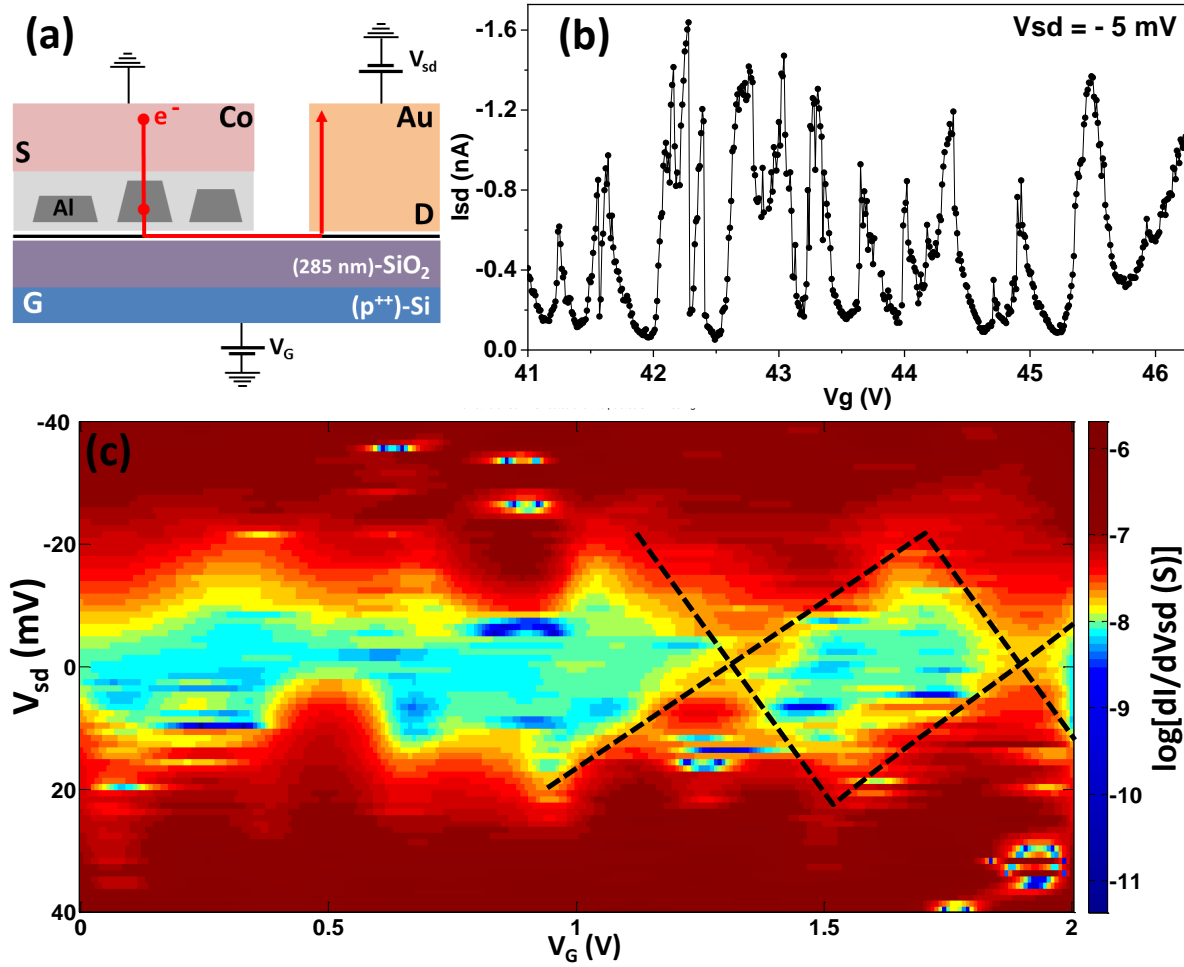 (a)
V_sd
S
Co
e⁻
Au
Al
D
(285 nm)-SiO₂
G
(p⁺⁺)-Si
V_G
(b)
Vsd = - 5 mV
-1.6
-1.2
-0.8
-0.4
0.0
Isd (nA)
41 42 43 44 45 46
Vg (V)
(c)
-40
-20
0
20
40
V_sd (mV)
0 0.5 1 1.5 2
V_G (V)
-6
-7
-8
-9
-10
-11
log[dI/dVsd (S)]